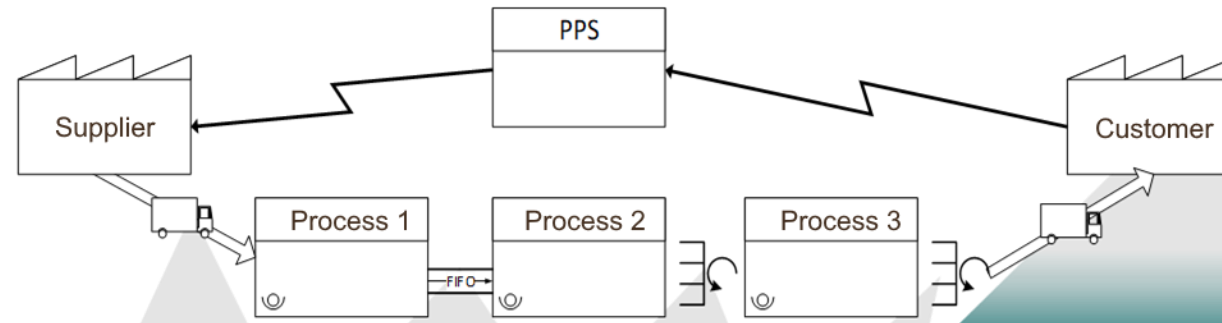 PPS
Supplier
Customer
Process 1
Process 2
Process 3
FIFO